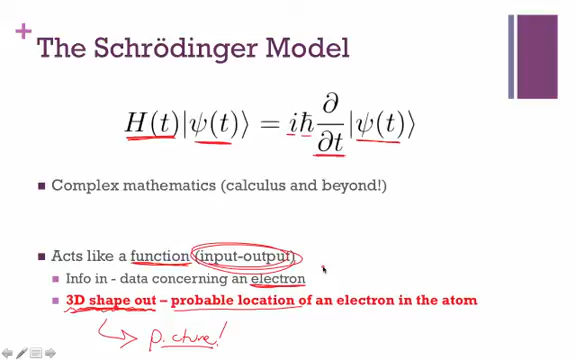 The Schrödinger Model
H(t)|ψ(t)⟩ = iℏ ∂/∂t |ψ(t)⟩
Complex mathematics (calculus and beyond!)
Acts like a function (input-output)
Info in - data concerning an electron
3D shape out – probable location of an electron in the atom
picture!